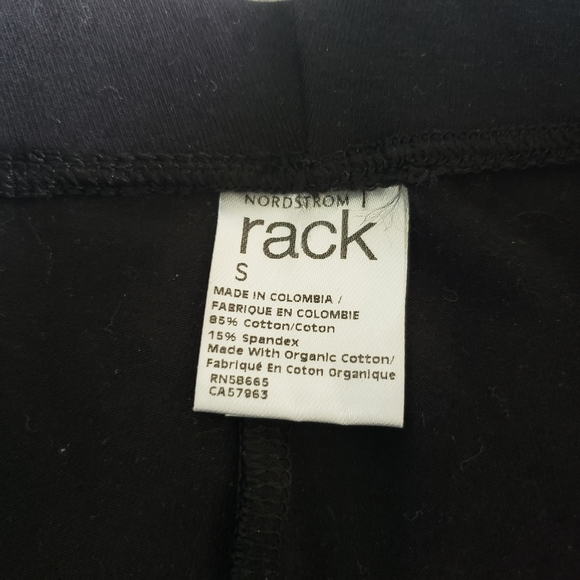 NORDSTROM
rack
S
MADE IN COLOMBIA /
FABRIQUE EN COLOMBIE
85% Cotton/Coton
15% Spandex
Made With Organic Cotton/
Fabriqué En Coton Organique
RN58665
CA57963